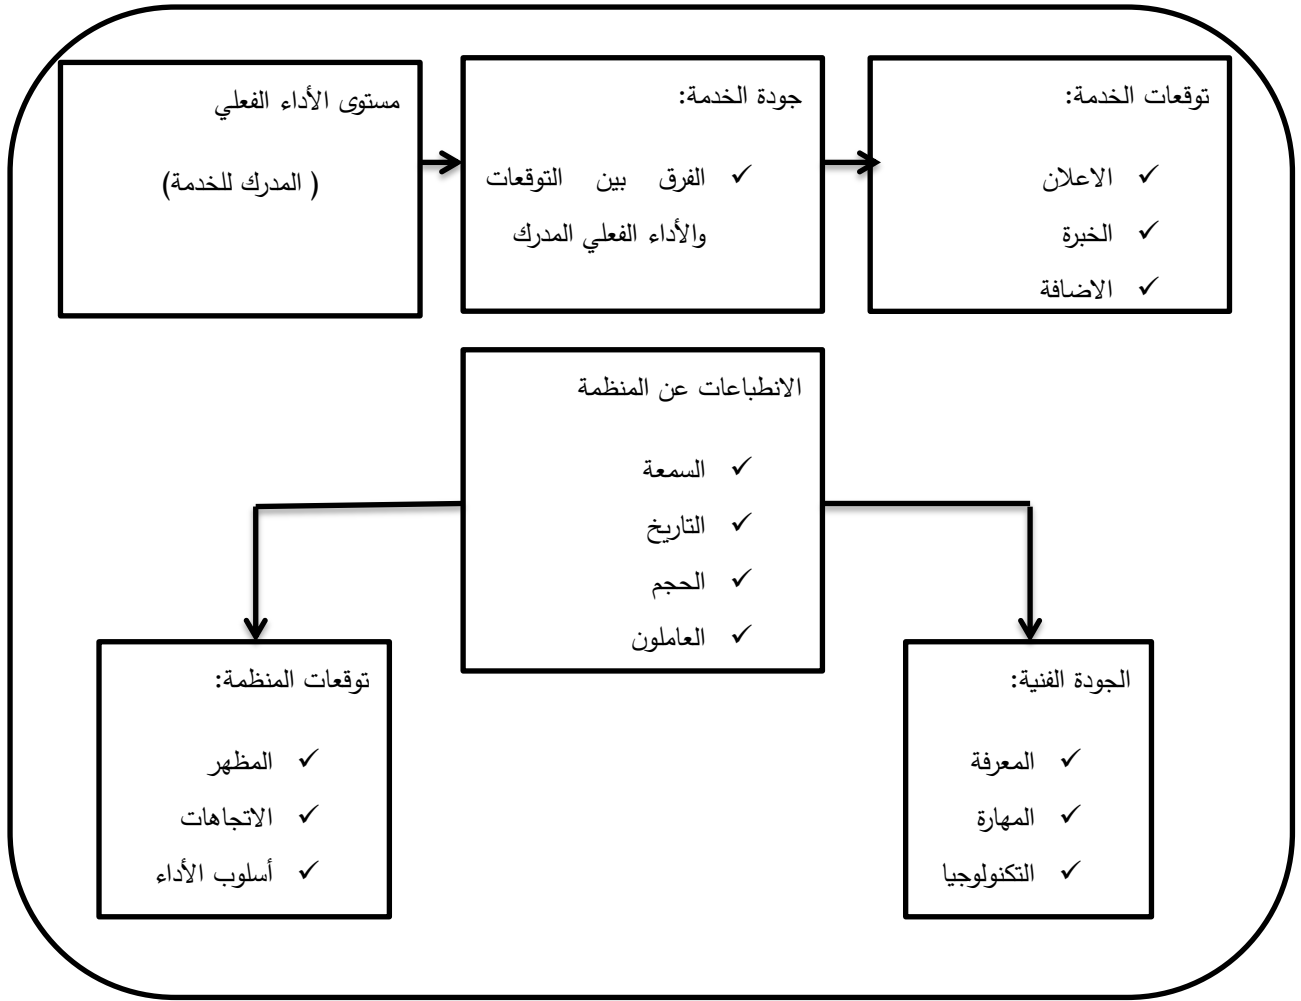 توقعات الخدمة:
✓ الاعلان
✓ الخبرة
✓ الاضافة
جودة الخدمة:
✓ الفرق بين التوقعات
والأداء الفعلي المدرك
مستوى الأداء الفعلي
( المدرك للخدمة)
الانطباعات عن المنظمة
✓ السمعة
✓ التاريخ
✓ الحجم
✓ العاملون
الجودة الفنية:
✓ المعرفة
✓ المهارة
✓ التكنولوجيا
توقعات المنظمة:
✓ المظهر
✓ الاتجاهات
✓ أسلوب الأداء